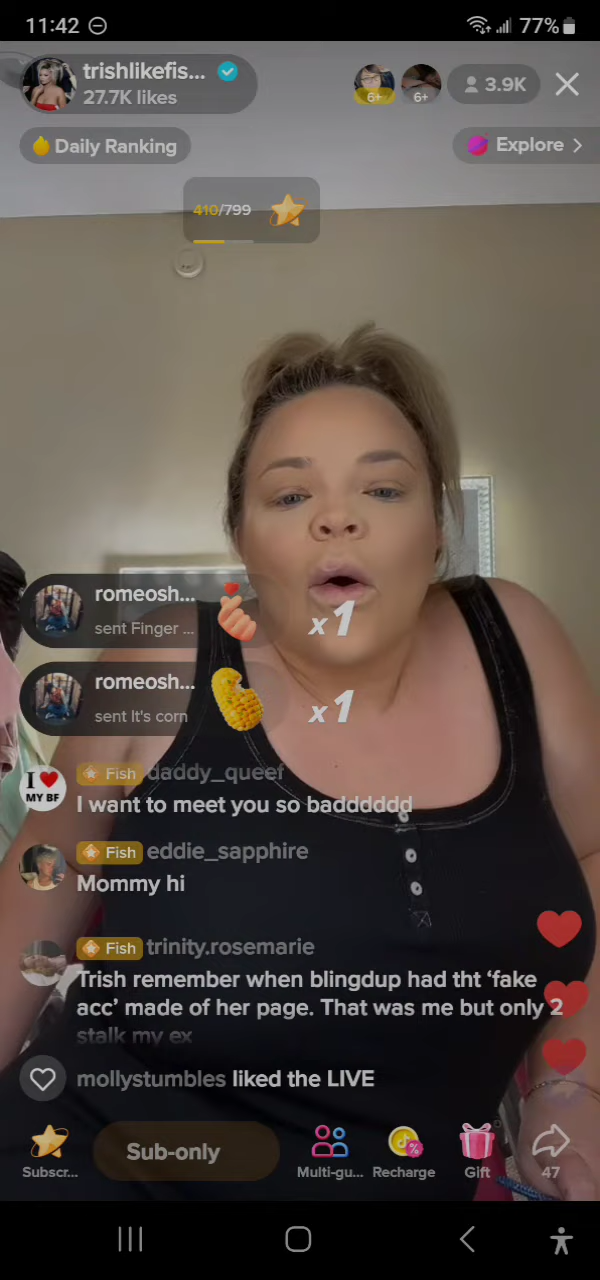 11:42
77%
trishlikefis...
27.7K likes
6+
6+
3.9K
Daily Ranking
Explore
410/799
romeosh...
sent Finger ...
x1
romeosh...
sent It's corn
x1
I ♥
MY BF
Fish daddy_queef
I want to meet you so badddddd
Fish eddie_sapphire
Mommy hi
Fish trinity.rosemarie
Trish remember when blingdup had tht ‘fake
acc’ made of her page. That was me but only 2
stalk my ex
mollystumbles liked the LIVE
Subscr...
Sub-only
Multi-gu...
Recharge
Gift
47